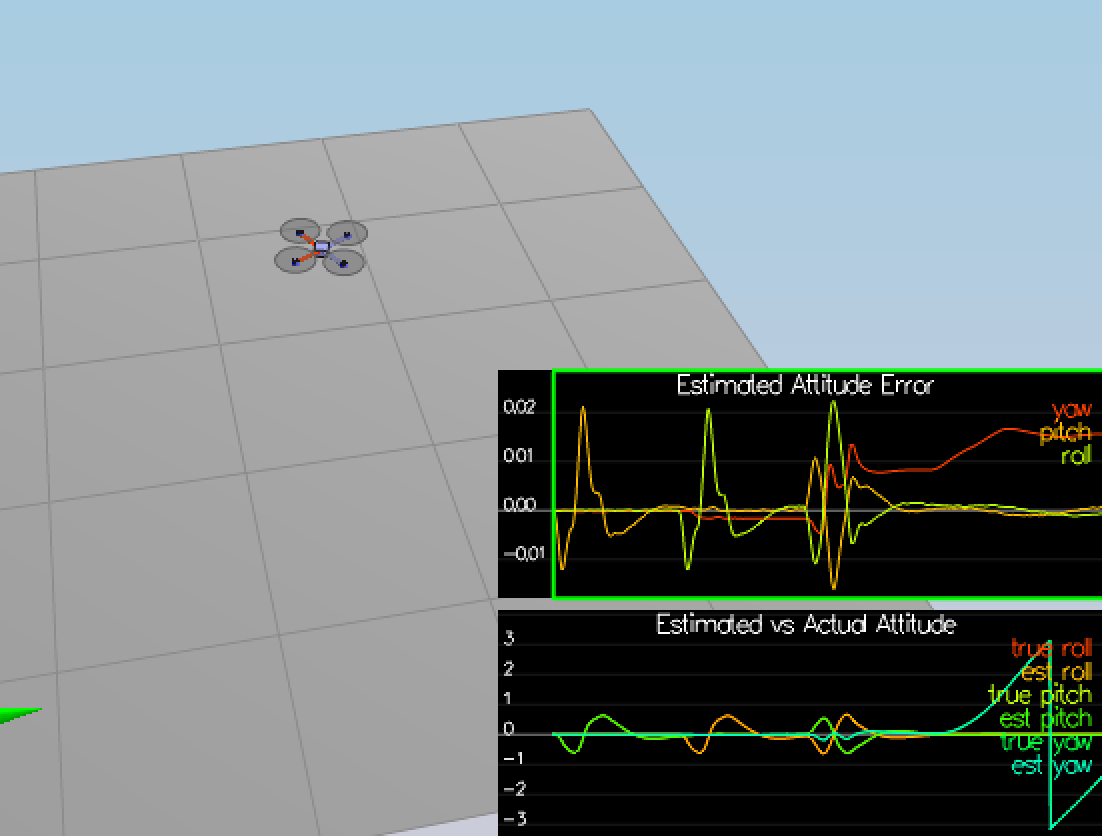 Estimated Attitude Error
0.02
yaw
pitch
0.01
roll
0.00
-0.01
Estimated vs Actual Attitude
3
true roll
2
est roll
1
true pitch
est pitch
0
true yaw
-1
est yaw
-2
-3